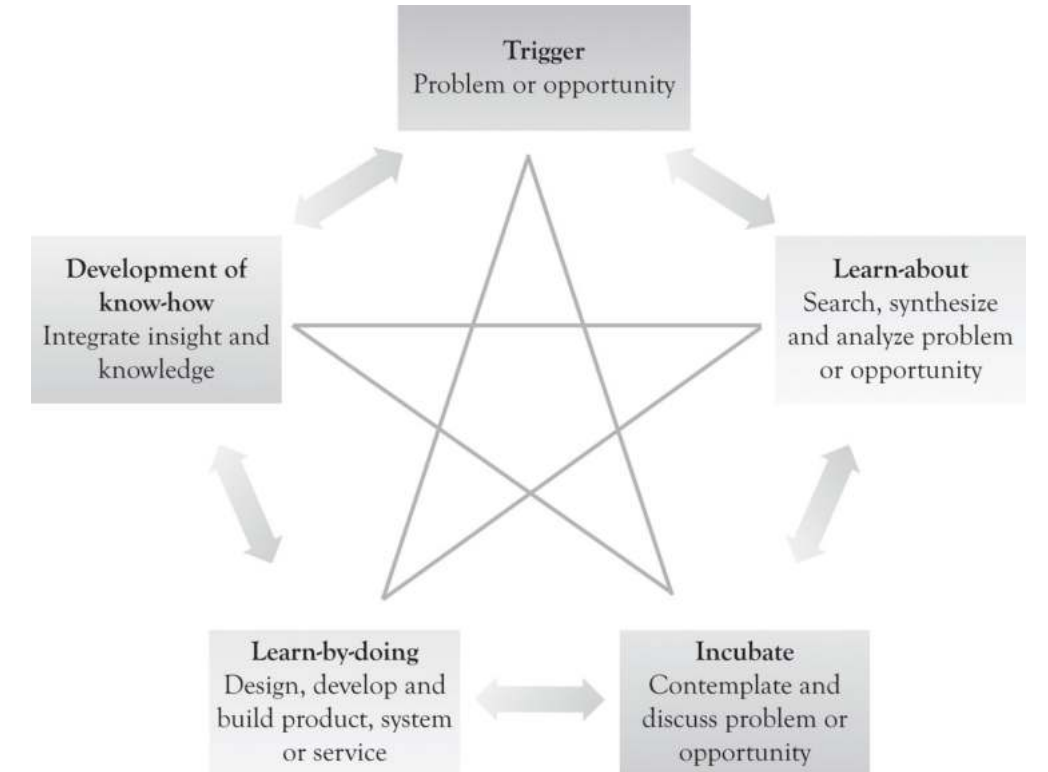 Trigger
Problem or opportunity
Development of
know-how
Integrate insight and
knowledge
Learn-about
Search, synthesize
and analyze problem
or opportunity
Learn-by-doing
Design, develop and
build product, system
or service
Incubate
Contemplate and
discuss problem or
opportunity